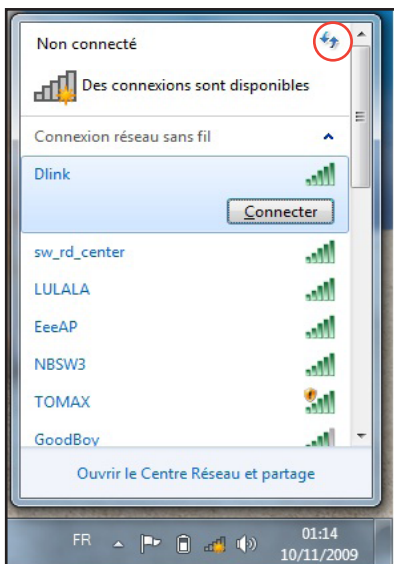 Non connecté
Des connexions sont disponibles
Connexion réseau sans fil
Dlink
Connecter
sw_rd_center
LULALA
EeeAP
NBSW3
TOMAX
GoodBoy
Ouvrir le Centre Réseau et partage
FR
01:14
10/11/2009